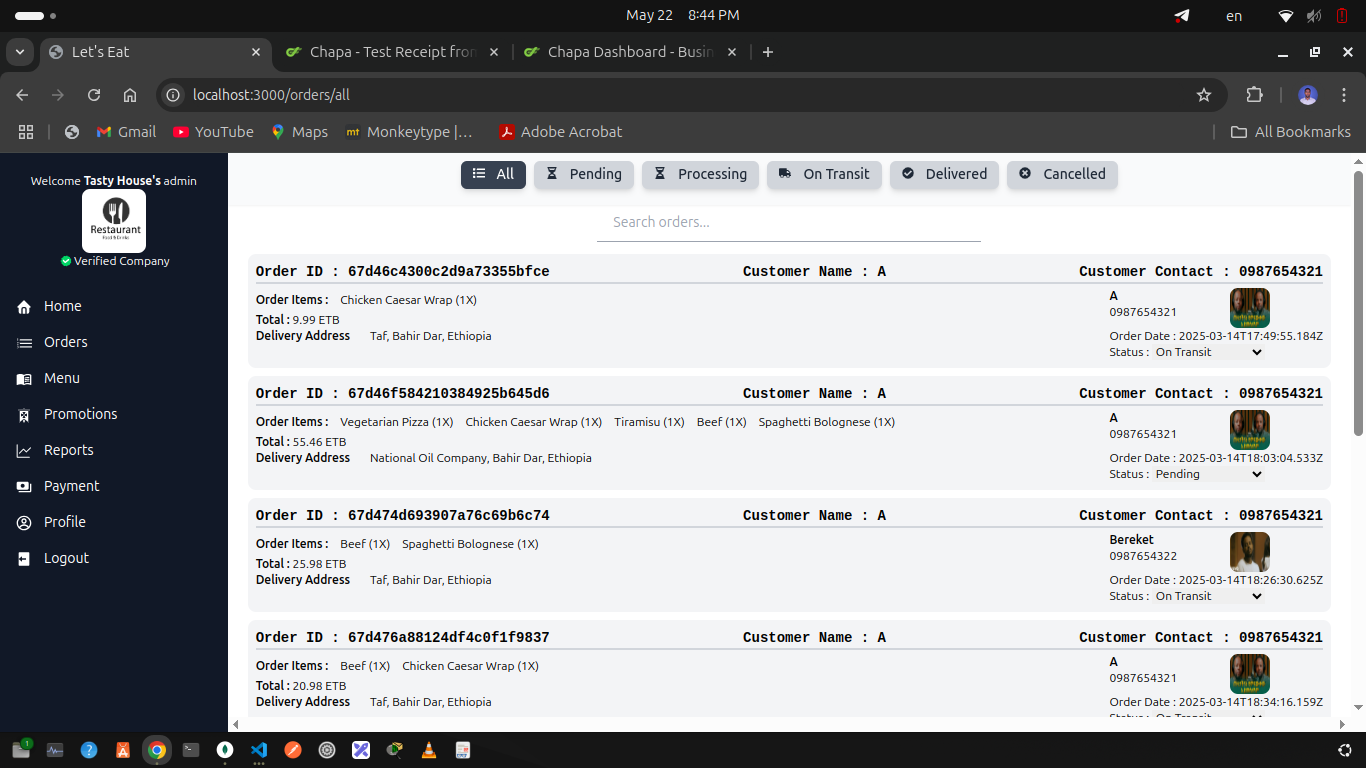 May 22 8:44 PM
en
Let's Eat
Chapa - Test Receipt from
Chapa Dashboard - Busin
localhost:3000/orders/all
Gmail
YouTube
Maps
mt Monkeytype |…
Adobe Acrobat
All Bookmarks
Welcome Tasty House's admin
Restaurant
Food & Drinks
Verified Company
Home
Orders
Menu
Promotions
Reports
Payment
Profile
Logout
All
Pending
Processing
On Transit
Delivered
Cancelled
Search orders...
Order ID : 67d46c4300c2d9a73355bfce Customer Name : A Customer Contact : 0987654321
Order Items : Chicken Caesar Wrap (1X)
Total : 9.99 ETB
Delivery Address Taf, Bahir Dar, Ethiopia
A
0987654321
Order Date : 2025-03-14T17:49:55.184Z
Status : On Transit
Order ID : 67d46f584210384925b645d6 Customer Name : A Customer Contact : 0987654321
Order Items : Vegetarian Pizza (1X) Chicken Caesar Wrap (1X) Tiramisu (1X) Beef (1X) Spaghetti Bolognese (1X)
Total : 55.46 ETB
Delivery Address National Oil Company, Bahir Dar, Ethiopia
A
0987654321
Order Date : 2025-03-14T18:03:04.533Z
Status : Pending
Order ID : 67d474d693907a76c69b6c74 Customer Name : A Customer Contact : 0987654321
Order Items : Beef (1X) Spaghetti Bolognese (1X)
Total : 25.98 ETB
Delivery Address Taf, Bahir Dar, Ethiopia
Bereket
0987654322
Order Date : 2025-03-14T18:26:30.625Z
Status : On Transit
Order ID : 67d476a88124df4c0f1f9837 Customer Name : A Customer Contact : 0987654321
Order Items : Beef (1X) Chicken Caesar Wrap (1X)
Total : 20.98 ETB
Delivery Address Taf, Bahir Dar, Ethiopia
A
0987654321
Order Date : 2025-03-14T18:34:16.159Z
Status : On Transit
1